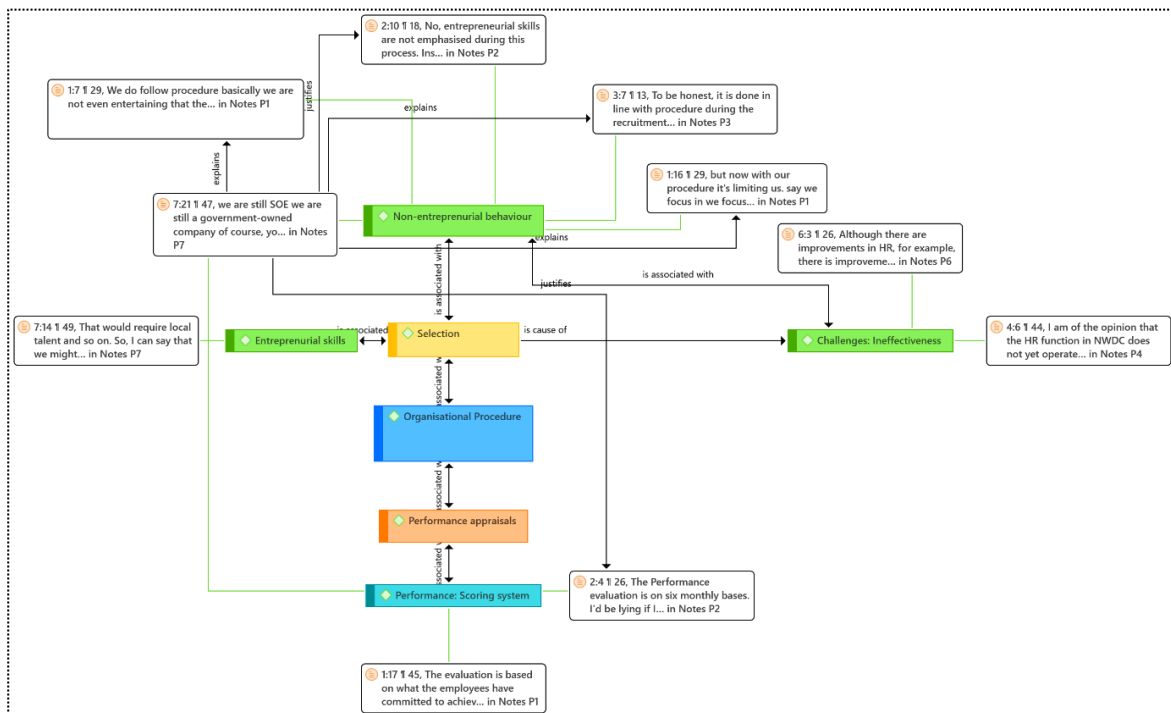 2:10 ¶ 18, No, entrepreneurial skills
are not emphasised during this
process. Ins... in Notes P2
1:7 ¶ 29, We do follow procedure basically we are
not even entertaining that the... in Notes P1
justifies
explains
3:7 ¶ 13, To be honest, it is done in
line with procedure during the
recruitment... in Notes P3
explains
1:16 ¶ 29, but now with our
procedure it's limiting us. say we
focus in we focus... in Notes P1
7:21 ¶ 47, we are still SOE we are
still a government-owned
company of course, yo... in Notes
P7
Non-entreprenurial behaviour
explains
6:3 ¶ 26, Although there are
improvements in HR, for example,
there is improveme... in Notes P6
is associated with
is associated with
justifies
7:14 ¶ 49, That would require local
talent and so on. So, I can say that
we might... in Notes P7
Entreprenurial skills
is associated
Selection
is cause of
Challenges: Ineffectiveness
4:6 ¶ 44, I am of the opinion that
the HR function in NWDC does
not yet operate... in Notes P4
associated w
Organisational Procedure
associated w
Performance appraisals
is associated w
Performance: Scoring system
2:4 ¶ 26, The Performance
evaluation is on six monthly bases.
I'd be lying if I... in Notes P2
1:17 ¶ 45, The evaluation is based
on what the employees have
committed to achiev... in Notes P1